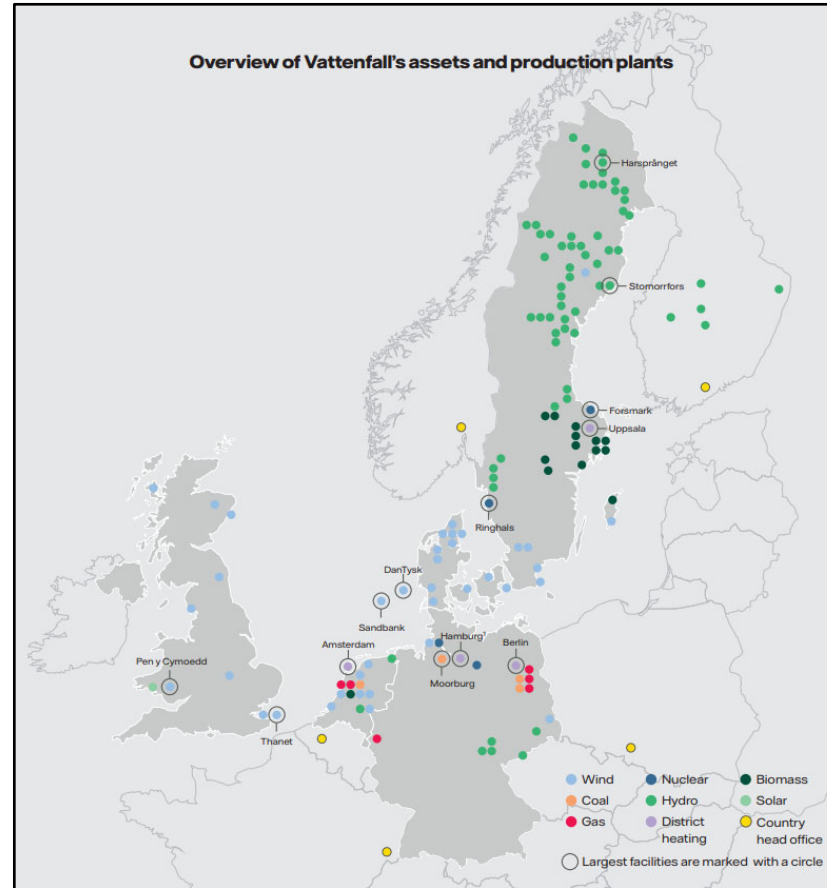 Overview of Vattenfall's assets and production plants
Harsprånget
Stornorrfors
Forsmark
Uppsala
Ringhals
DanTysk
Sandbank
Amsterdam
Hamburg¹
Berlin
Moorburg
Pen y Cymoedd
Thanet
Wind
Nuclear
Biomass
Coal
Hydro
Solar
Gas
District
heating
Country
head office
Largest facilities are marked with a circle